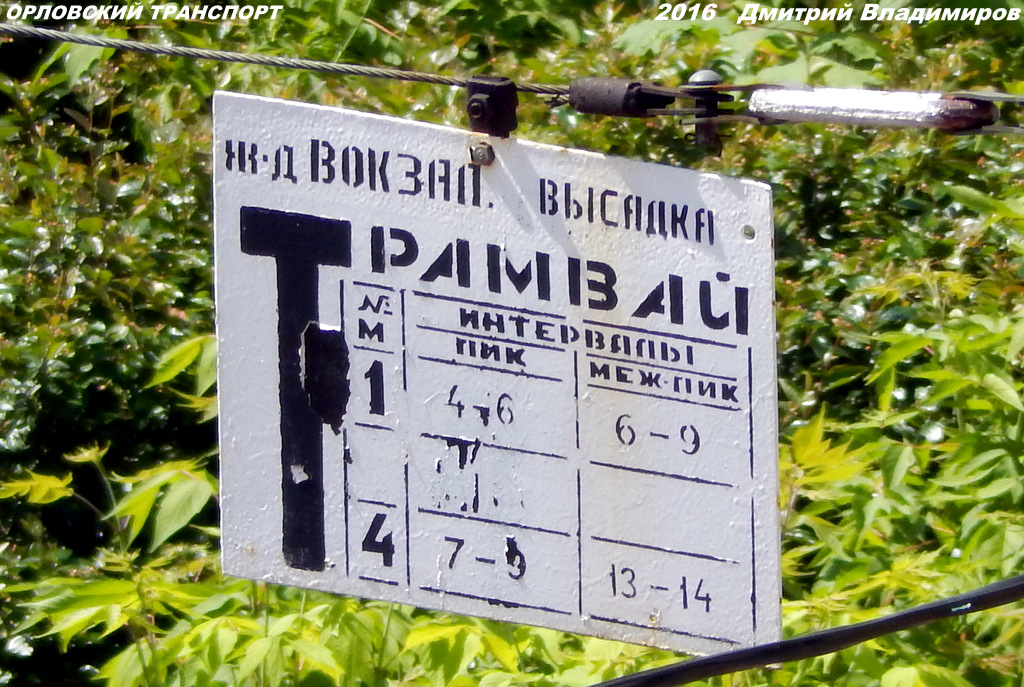 ОРЛОВСКИЙ ТРАНСПОРТ
2016 Дмитрий Владимиров
Ж-Д ВОКЗАЛ. ВЫСАДКА
ТРАМВАЙ
№ М ИНТЕРВАЛЫ
ПИК МЕЖ-ПИК
1 4-6 6-9
4 7-9 13-14